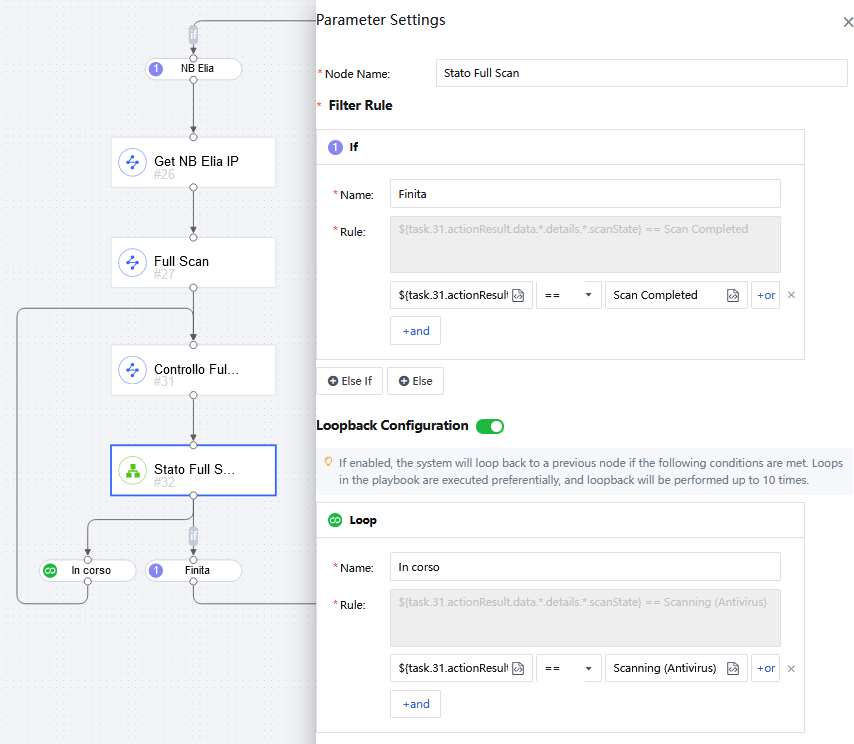 Parameter Settings
* Node Name:
Stato Full Scan
* Filter Rule
1 If
* Name:
Finita
* Rule:
${task.31.actionResult.data.*.details.*.scanState} == Scan Completed
${task.31.actionResult
==
Scan Completed
+or
+and
Else If
Else
Loopback Configuration
If enabled, the system will loop back to a previous node if the following conditions are met. Loops
in the playbook are executed preferentially, and loopback will be performed up to 10 times.
Loop
* Name:
In corso
* Rule:
${task.31.actionResult.data.*.details.*.scanState} == Scanning (Antivirus)
${task.31.actionResult
==
Scanning (Antivirus)
+or
+and
if
1 NB Elia
Get NB Elia IP
#26
Full Scan
#27
Controllo Ful...
#31
Stato Full S...
#32
if
In corso
1 Finita